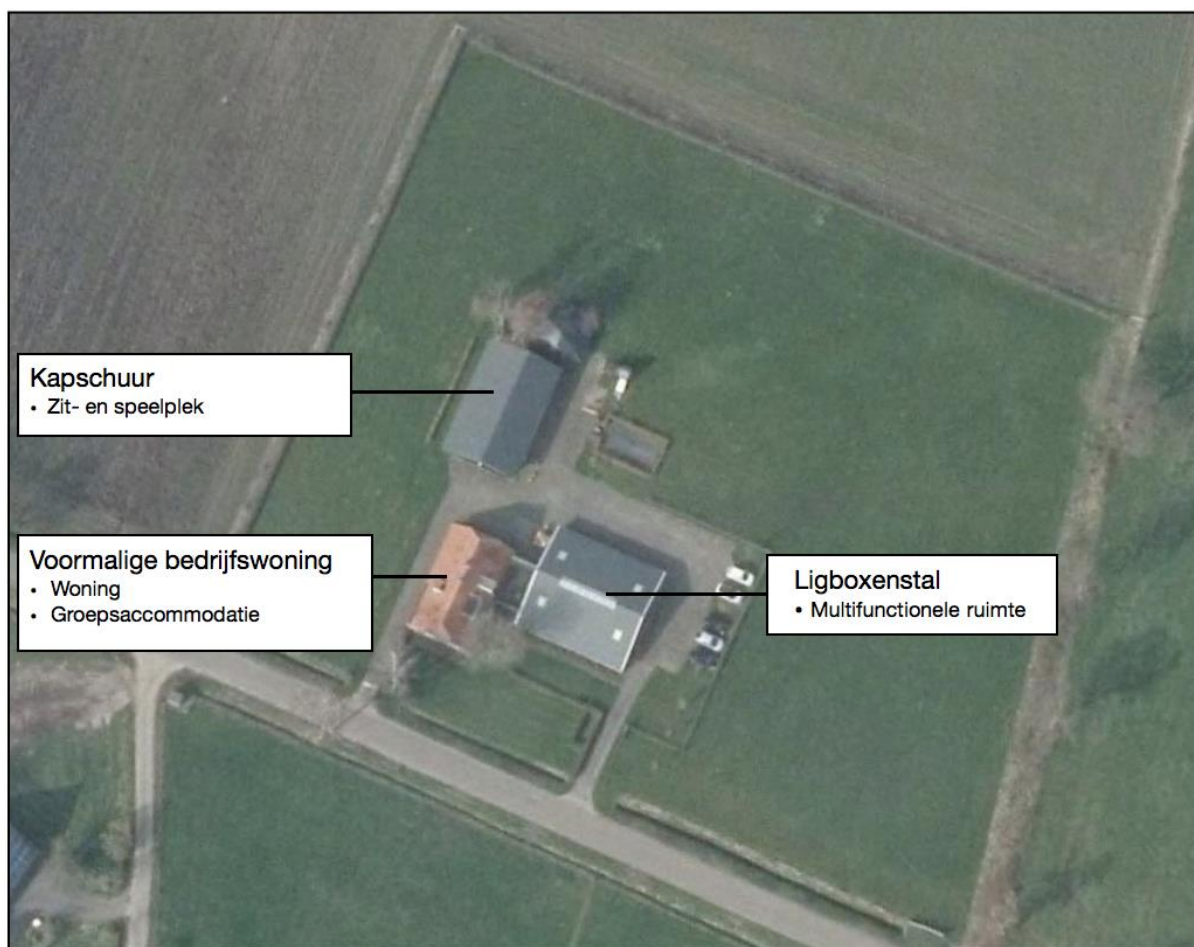 Kapschuur
• Zit- en speelplek
Voormalige bedrijfswoning
• Woning
• Groepsaccommodatie
Ligboxenstal
• Multifunctionele ruimte